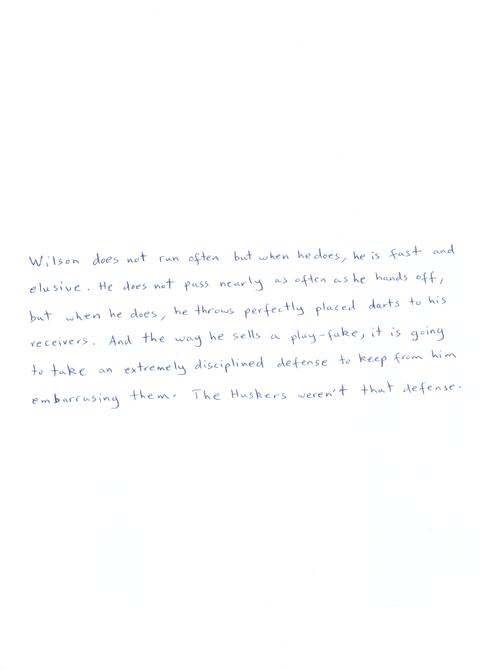 Wilson does not run often but when he does, he is fast and
elusive. He does not pass nearly as often as he hands off,
but when he does, he throws perfectly placed darts to his
receivers. And the way he sells a play-fake, it is going
to take an extremely disciplined defense to keep from him
embarrasing them. The Huskers weren't that defense.